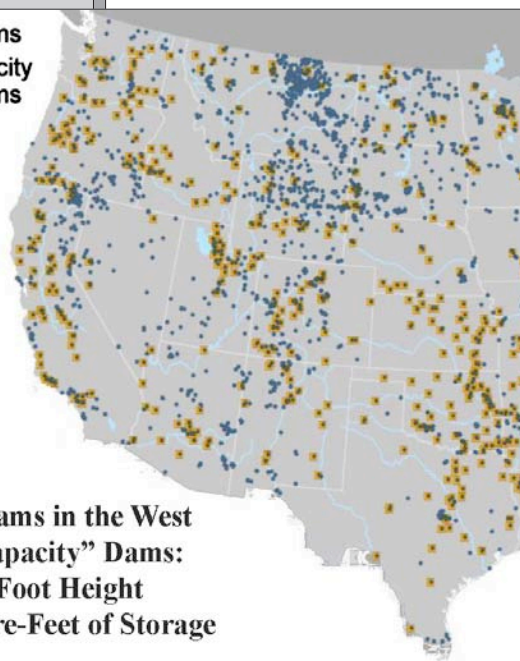 ns
city
ns
ams in the West
apacity” Dams:
Foot Height
re-Feet of Storage